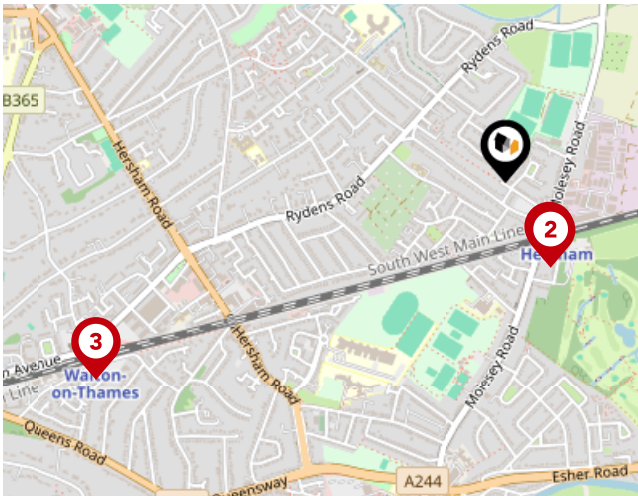 Rydens Road
B365
Hersham Road
Molesey Road
Rydens Road
2
South West Main Line
Hersham
3
Hersham Road
n Avenue
Walton-
on-Thames
n Line
Molesey Road
Queens Road
Queensway
A244
Esher Road